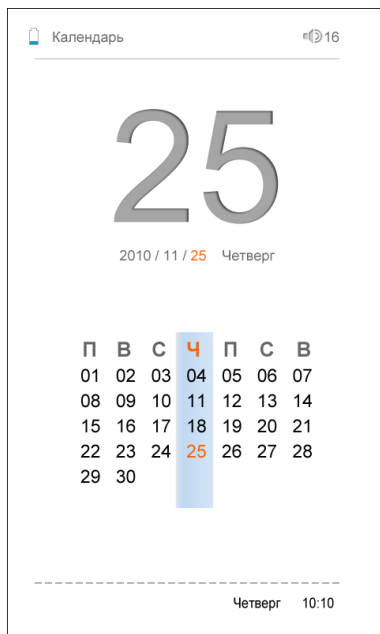 Календарь 16
25
2010 / 11 / 25 Четверг
П В С Ч П С В
01 02 03 04 05 06 07
08 09 10 11 12 13 14
15 16 17 18 19 20 21
22 23 24 25 26 27 28
29 30
Четверг 10:10